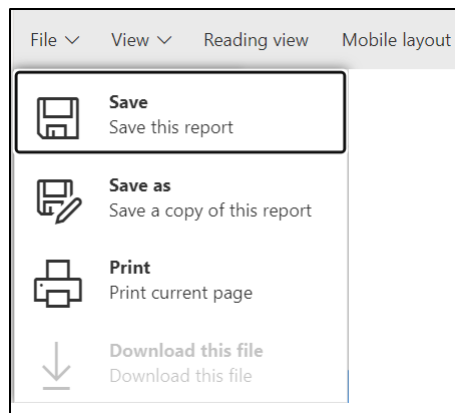 File View Reading view Mobile layout
Save
Save this report
Save as
Save a copy of this report
Print
Print current page
Download this file
Download this file